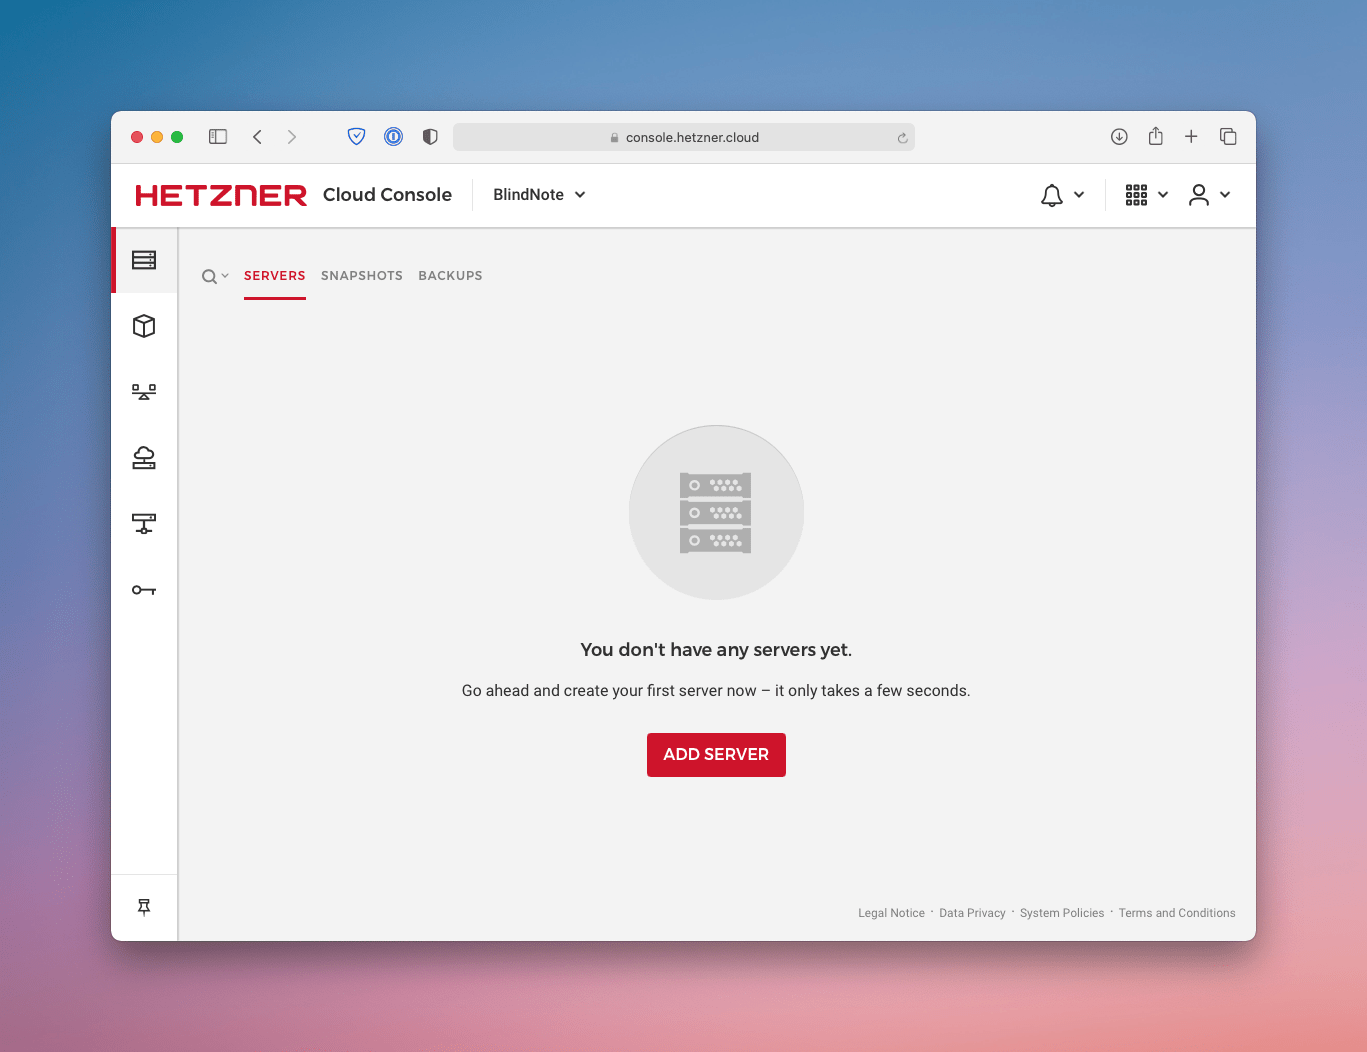 console.hetzner.cloud
HETZNER Cloud Console BlindNote
SERVERS SNAPSHOTS BACKUPS
You don't have any servers yet.
Go ahead and create your first server now – it only takes a few seconds.
ADD SERVER
Legal Notice · Data Privacy · System Policies · Terms and Conditions